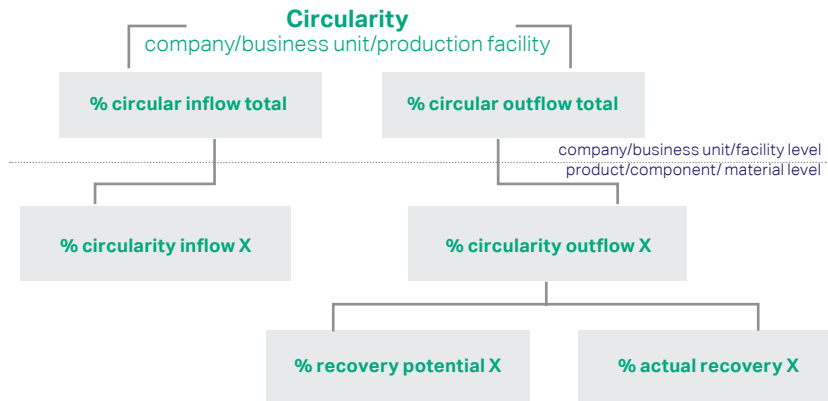 Circularity
company/business unit/production facility
% circular inflow total
% circular outflow total
company/business unit/facility level
product/component/ material level
% circularity inflow X
% circularity outflow X
% recovery potential X
% actual recovery X